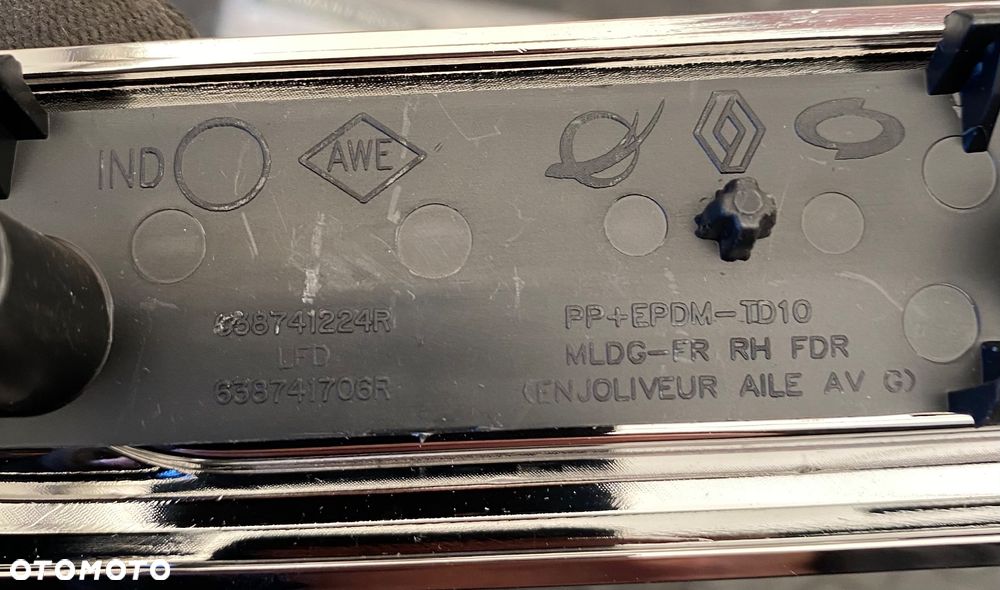 IND AWE
638741224R
LFD
638741706R
PP+EPDM-TD10
MLDG-FR RH FDR
(ENJOLIVEUR AILE AV G)
OTOMOTO